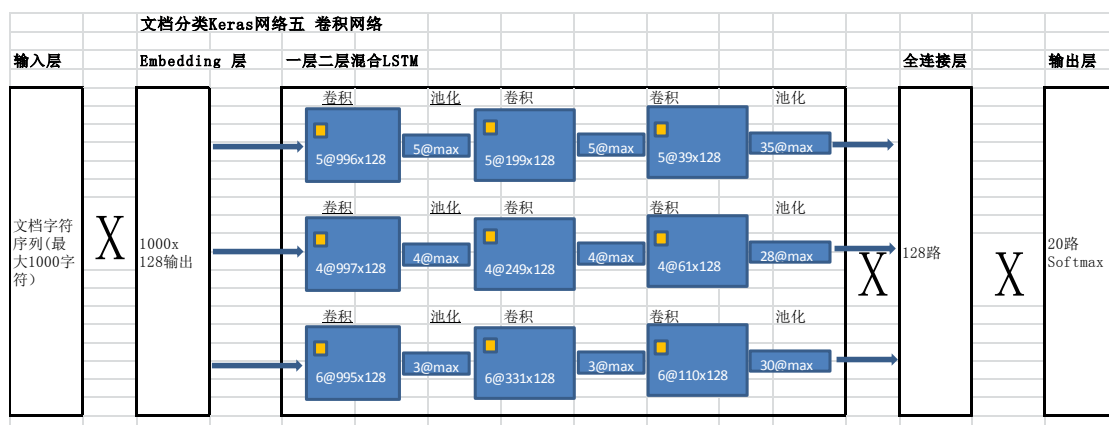 文档分类Keras网络五 卷积网络
输入层 Embedding 层 一层二层混合LSTM 全连接层 输出层
卷积 池化 卷积 卷积 池化
5@996x128 5@max 5@199x128 5@max 5@39x128 35@max
卷积 池化 卷积 卷积 池化
4@997x128 4@max 4@249x128 4@max 4@61x128 28@max
卷积 池化 卷积 卷积 池化
6@995x128 3@max 6@331x128 3@max 6@110x128 30@max
文档字符
序列(最
大1000字
符)
X
1000x
128输出
X
128路
X
20路
Softmax